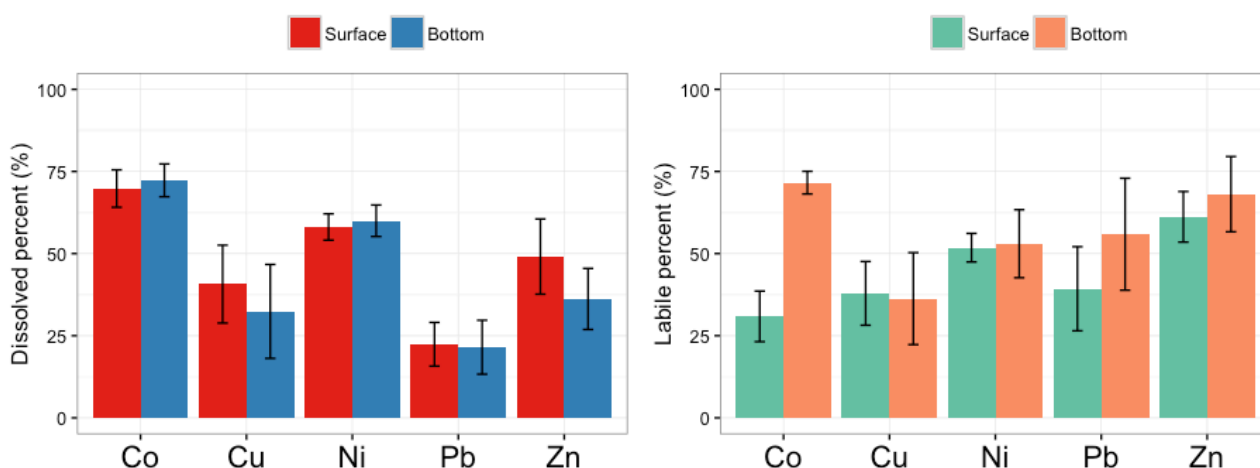 Surface Bottom
Dissolved percent (%)
100
75
50
25
0
Co Cu Ni Pb Zn
Surface Bottom
Labile percent (%)
100
75
50
25
0
Co Cu Ni Pb Zn